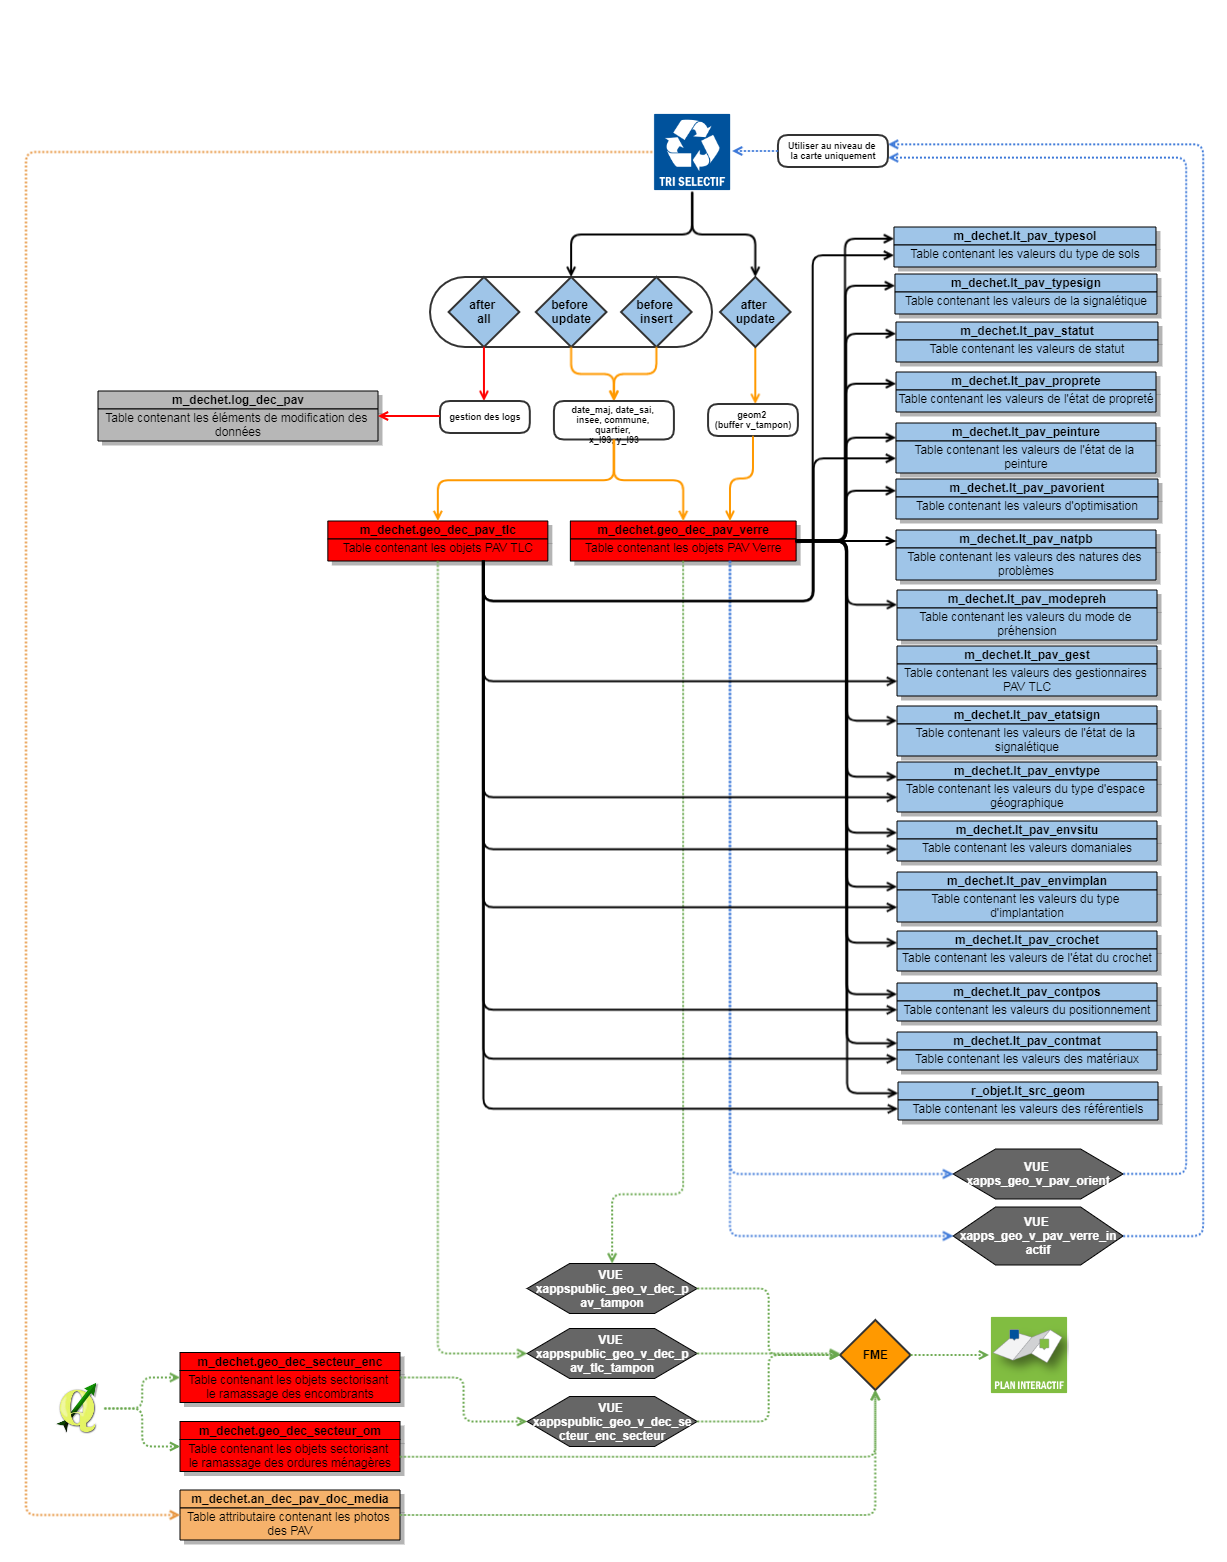 TRI SELECTIF
Utiliser au niveau de
la carte uniquement
after
all
before
update
before
insert
after
update
m_dechet.log_dec_pav
Table contenant les éléments de modification des
données
gestion des logs
date_maj, date_sai,
insee, commune,
quartier,
x_l93, y_l93
geom2
(buffer v_tampon)
m_dechet.geo_dec_pav_tlc
Table contenant les objets PAV TLC
m_dechet.geo_dec_pav_verre
Table contenant les objets PAV Verre
m_dechet.lt_pav_typesol
Table contenant les valeurs du type de sols
m_dechet.lt_pav_typesign
Table contenant les valeurs de la signalétique
m_dechet.lt_pav_statut
Table contenant les valeurs de statut
m_dechet.lt_pav_proprete
Table contenant les valeurs de l'état de propreté
m_dechet.lt_pav_peinture
Table contenant les valeurs de l'état de la
peinture
m_dechet.lt_pav_pavorient
Table contenant les valeurs d'optimisation
m_dechet.lt_pav_natpb
Table contenant les valeurs des natures des
problèmes
m_dechet.lt_pav_modepreh
Table contenant les valeurs du mode de
préhension
m_dechet.lt_pav_gest
Table contenant les valeurs des gestionnaires
PAV TLC
m_dechet.lt_pav_etatsign
Table contenant les valeurs de l'état de la
signalétique
m_dechet.lt_pav_envtype
Table contenant les valeurs du type d'espace
géographique
m_dechet.lt_pav_envsitu
Table contenant les valeurs domaniales
m_dechet.lt_pav_envimplan
Table contenant les valeurs du type
d'implantation
m_dechet.lt_pav_crochet
Table contenant les valeurs de l'état du crochet
m_dechet.lt_pav_contpos
Table contenant les valeurs du positionnement
m_dechet.lt_pav_contmat
Table contenant les valeurs des matériaux
r_objet.lt_src_geom
Table contenant les valeurs des référentiels
VUE
xapps_geo_v_pav_orient
VUE
xapps_geo_v_pav_verre_in
actif
VUE
xappspublic_geo_v_dec_p
av_tampon
VUE
xappspublic_geo_v_dec_p
av_tlc_tampon
VUE
xappspublic_geo_v_dec_se
cteur_enc_secteur
FME
PLAN INTERACTIF
m_dechet.geo_dec_secteur_enc
Table contenant les objets sectorisant
le ramassage des encombrants
m_dechet.geo_dec_secteur_om
Table contenant les objets sectorisant
le ramassage des ordures ménagères
m_dechet.an_dec_pav_doc_media
Table attributaire contenant les photos
des PAV